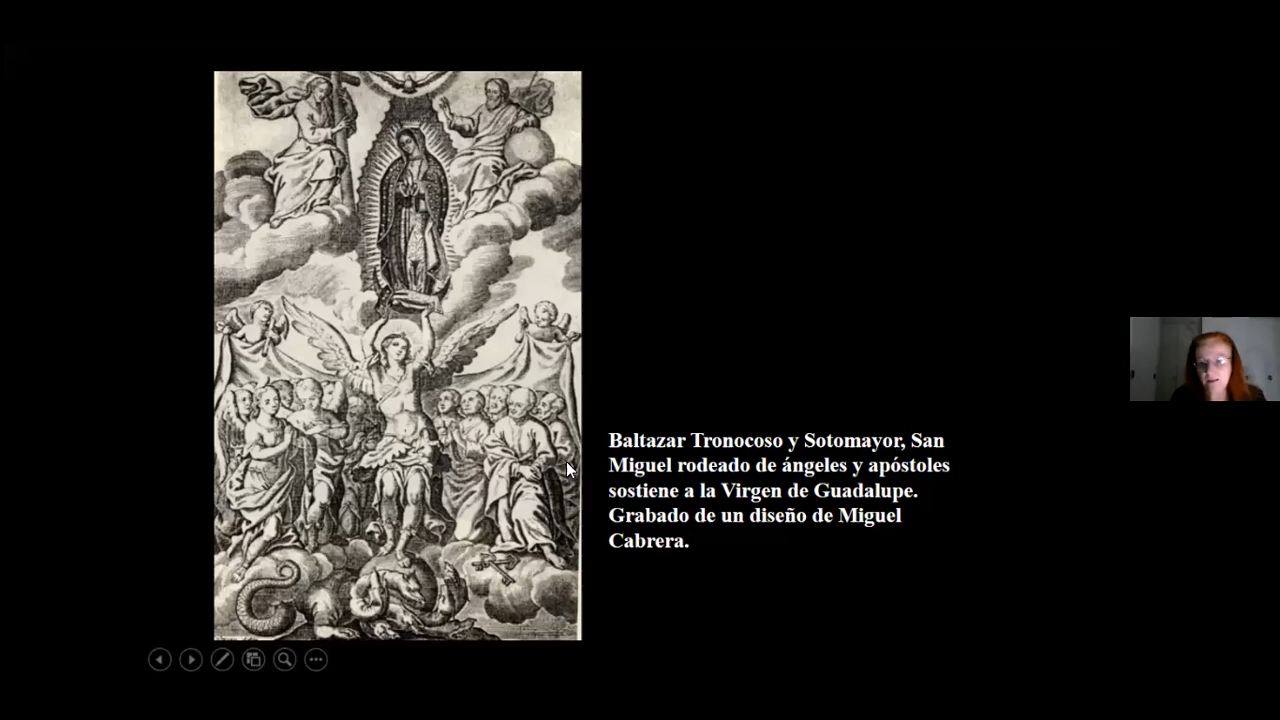 Baltazar Tronocoso y Sotomayor, San
Miguel rodeado de ángeles y apóstoles
sostiene a la Virgen de Guadalupe.
Grabado de un diseño de Miguel
Cabrera.